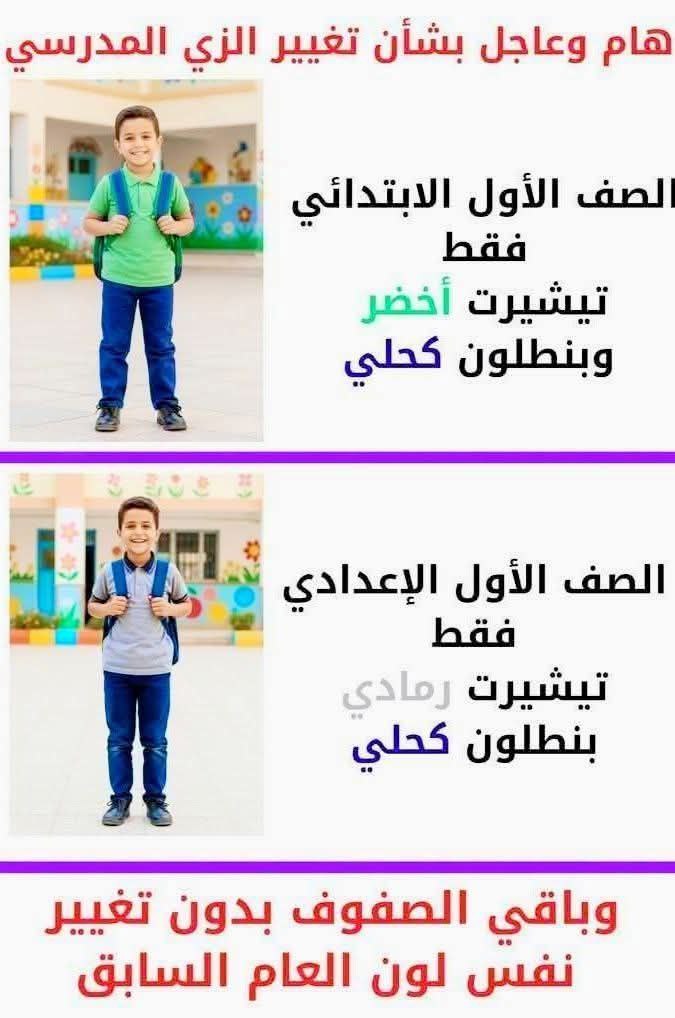 هام وعاجل بشأن تغيير الزي المدرسي
الصف الأول الابتدائي
فقط
تيشيرت أخضر
وبنطلون كحلي
الصف الأول الإعدادي
فقط
تيشيرت رمادي
بنطلون كحلي
وباقي الصفوف بدون تغيير
نفس لون العام السابق